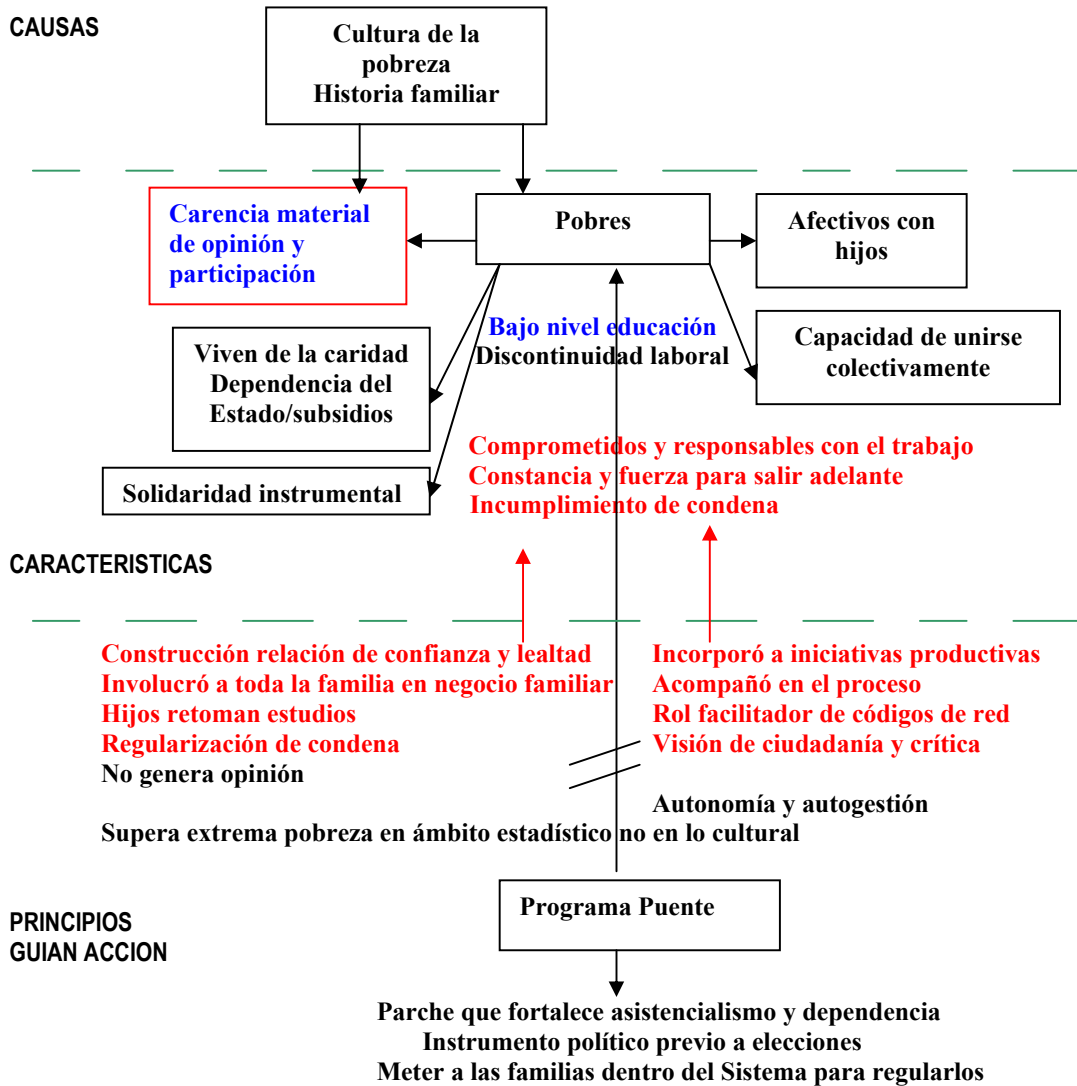 CAUSAS
Cultura de la
pobreza
Historia familiar
Carencia material
de opinión y
participación
Pobres
Afectivos con
hijos
Bajo nivel educación
Discontinuidad laboral
Viven de la caridad
Dependencia del
Estado/subsidios
Capacidad de unirse
colectivamente
Solidaridad instrumental
Comprometidos y responsables con el trabajo
Constancia y fuerza para salir adelante
Incumplimiento de condena
CARACTERISTICAS
Construcción relación de confianza y lealtad
Involucró a toda la familia en negocio familiar
Hijos retoman estudios
Regularización de condena
No genera opinión
Incorporó a iniciativas productivas
Acompañó en el proceso
Rol facilitador de códigos de red
Visión de ciudadanía y crítica
Autonomía y autogestión
Supera extrema pobreza en ámbito estadístico no en lo cultural
PRINCIPIOS
GUIAN ACCION
Programa Puente
Parche que fortalece asistencialismo y dependencia
Instrumento político previo a elecciones
Meter a las familias dentro del Sistema para regularlos